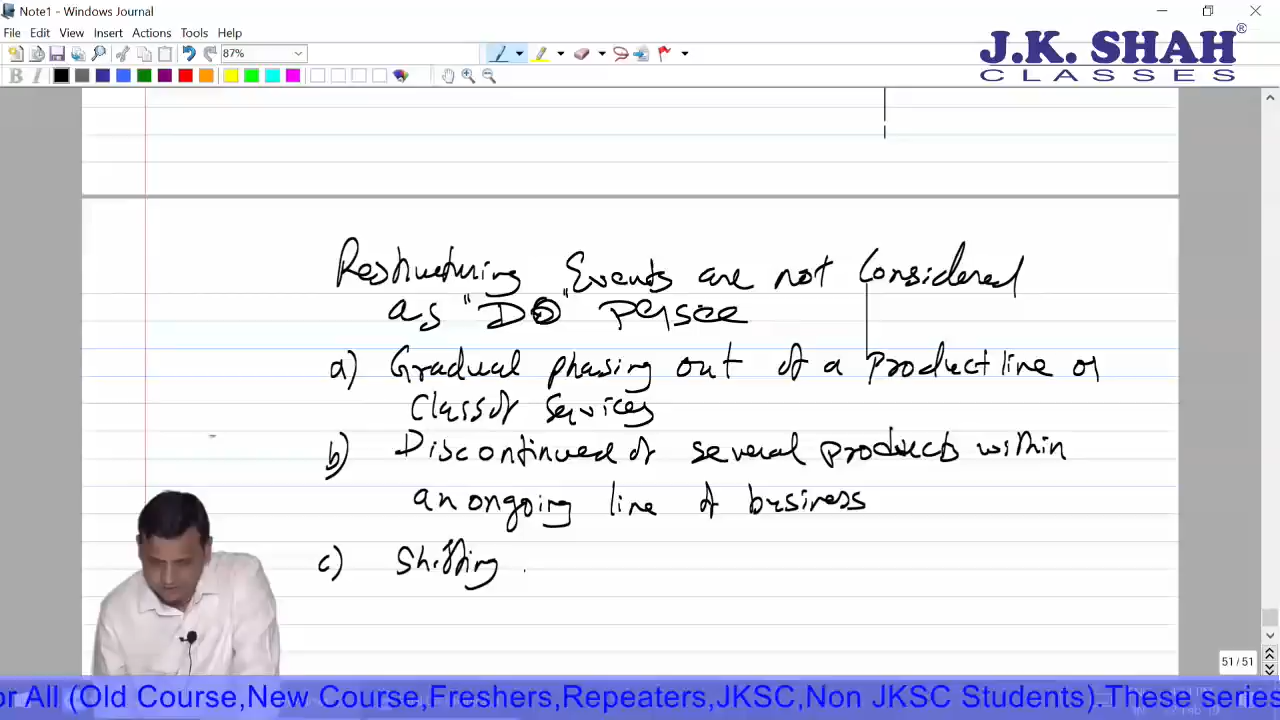 Note1 - Windows Journal
File Edit View Insert Actions Tools Help
87%
B I
J.K. SHAH®
CLASSES
Restructuring Events are not Considered
as "DO" Perse
a) Gradual phasing out of a product line or
Class of Services
b) Discontinued of several products within
an ongoing line of business
c) Shifting
51/51
or All (Old Course,New Course,Freshers,Repeaters,JKSC,Non JKSC Students).These series